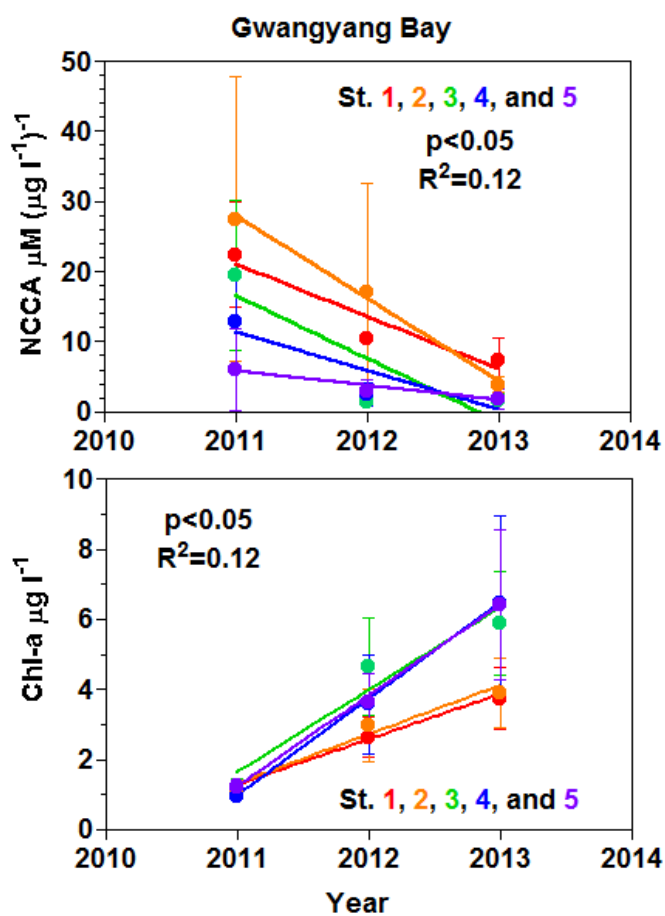 Gwangyang Bay
NCCA μM (μg l⁻¹)⁻¹
50
40
30
20
10
0
St. 1, 2, 3, 4, and 5
p<0.05
R²=0.12
2010 2011 2012 2013 2014
Chl-a μg l⁻¹
10
8
6
4
2
0
p<0.05
R²=0.12
St. 1, 2, 3, 4, and 5
2010 2011 2012 2013 2014
Year